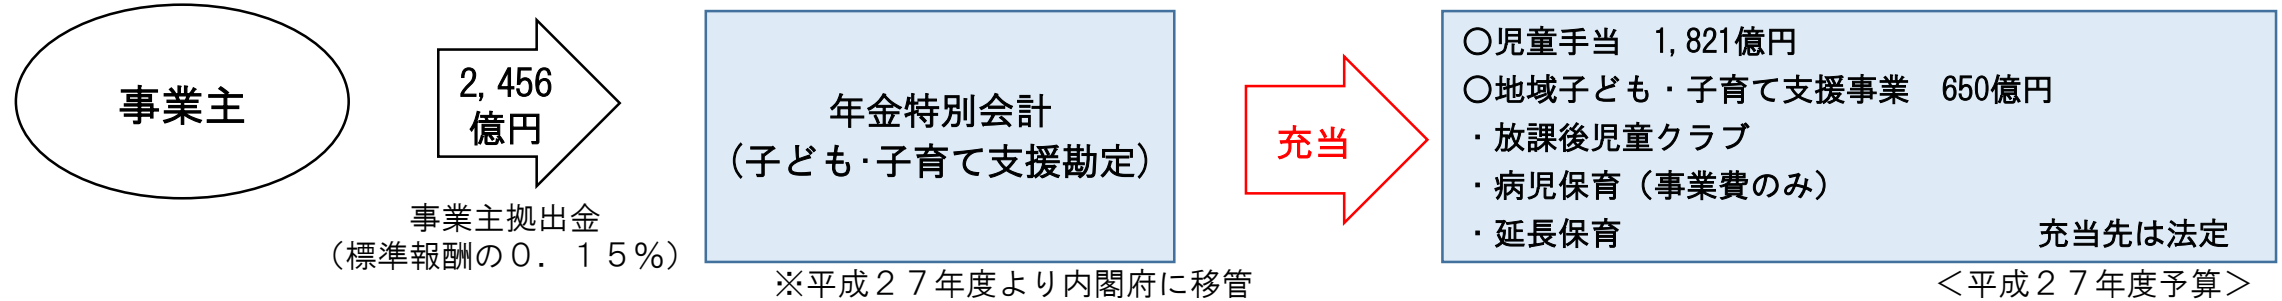 事業主
2,456
億円
事業主拠出金
（標準報酬の０．１５％）
年金特別会計
(子ども･子育て支援勘定)
※平成２７年度より内閣府に移管
充当
○児童手当　1,821億円
○地域子ども・子育て支援事業　650億円
・放課後児童クラブ
・病児保育（事業費のみ）
・延長保育　充当先は法定
＜平成２７年度予算＞